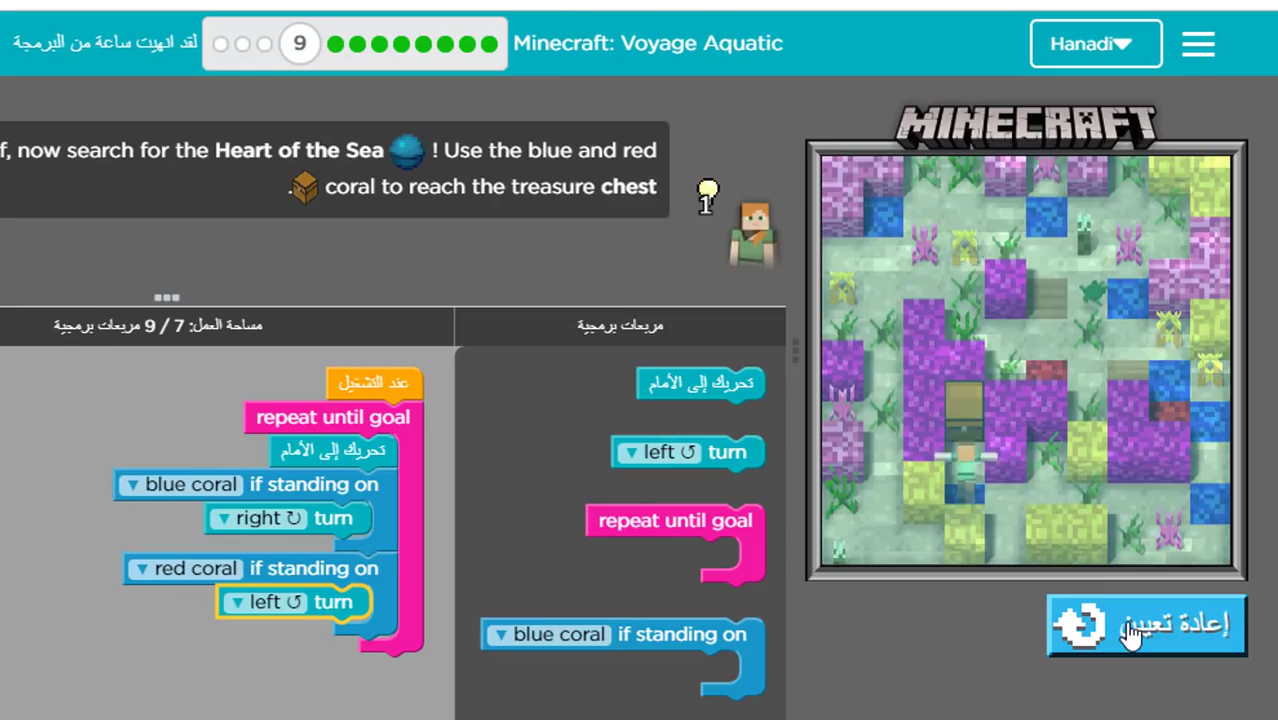 لقد انهيت ساعة من البرمجة
9
Minecraft: Voyage Aquatic
Hanadi
MINECRAFT
f, now search for the Heart of the Sea ! Use the blue and red
.coral to reach the treasure chest
1
مساحة العمل: 7 / 9 مربعات برمجية
مربعات برمجية
عند التشغيل
repeat until goal
تحريك إلى الأمام
blue coral if standing on
right ↻ turn
red coral if standing on
left ↺ turn
تحريك إلى الأمام
left ↺ turn
repeat until goal
blue coral if standing on
إعادة تعيين